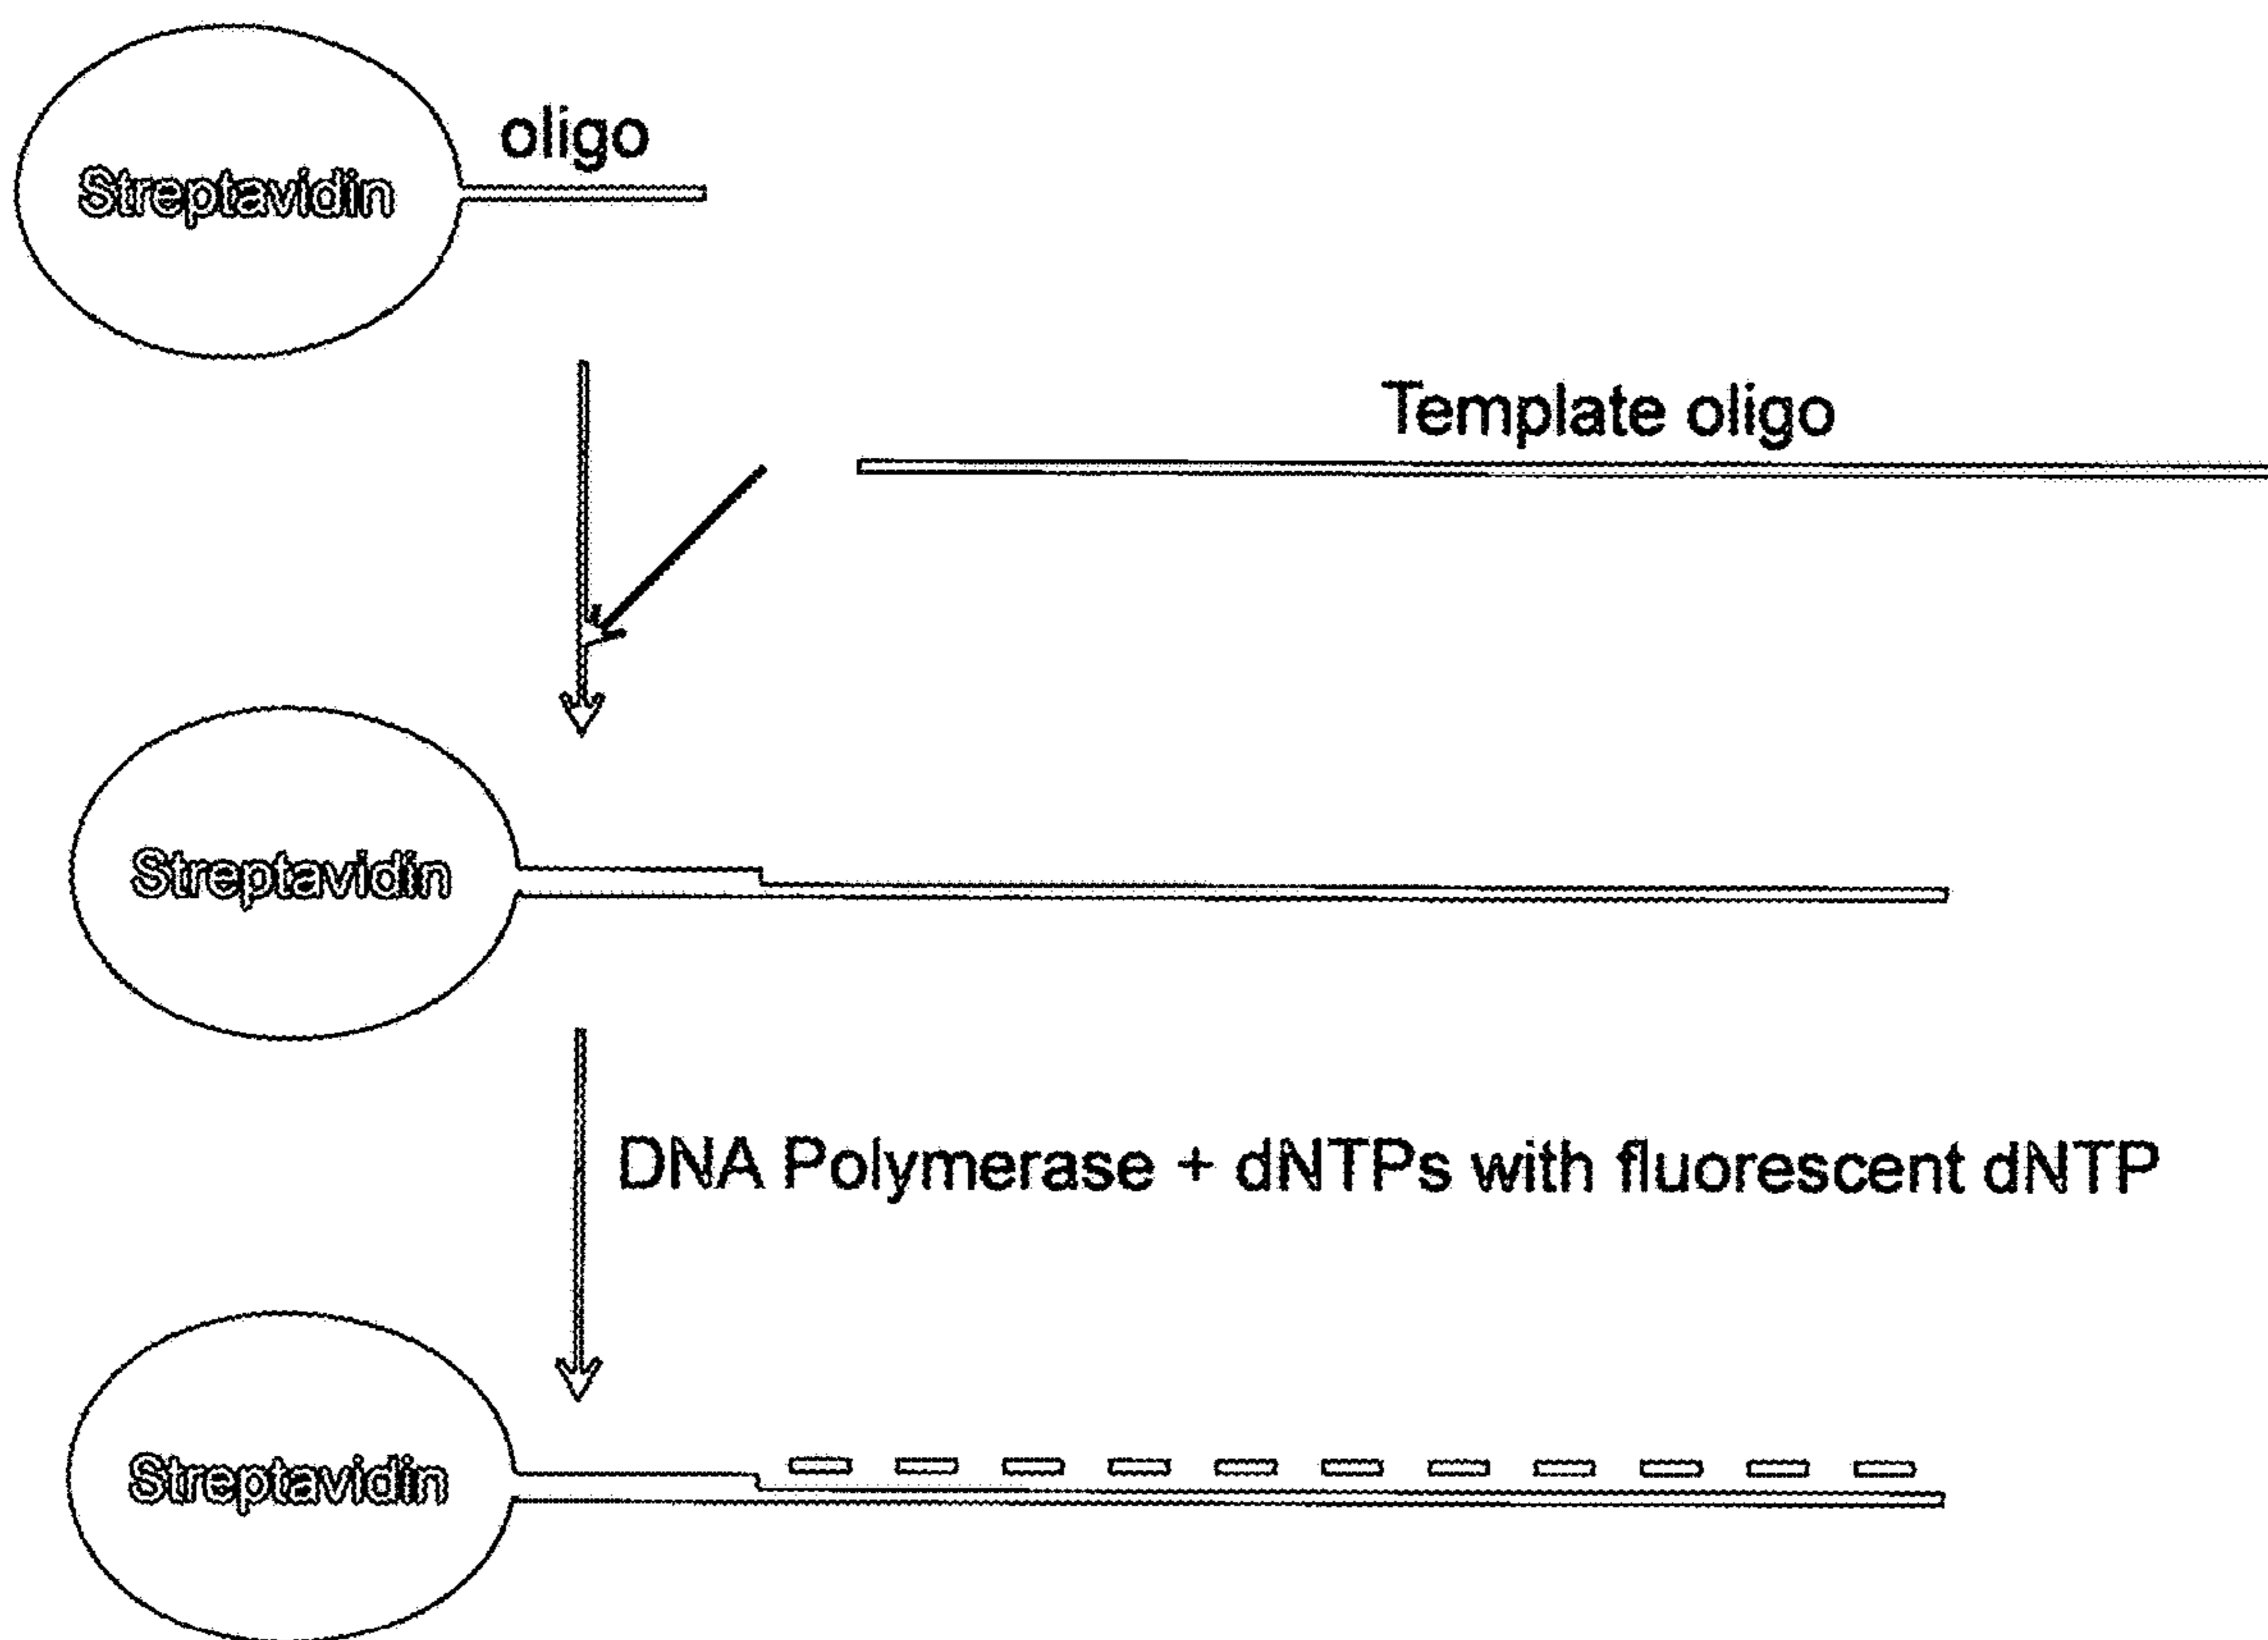 oligo
Streptavidin
Template oligo
Streptavidin
DNA Polymerase + dNTPs with fluorescent dNTP
Streptavidin